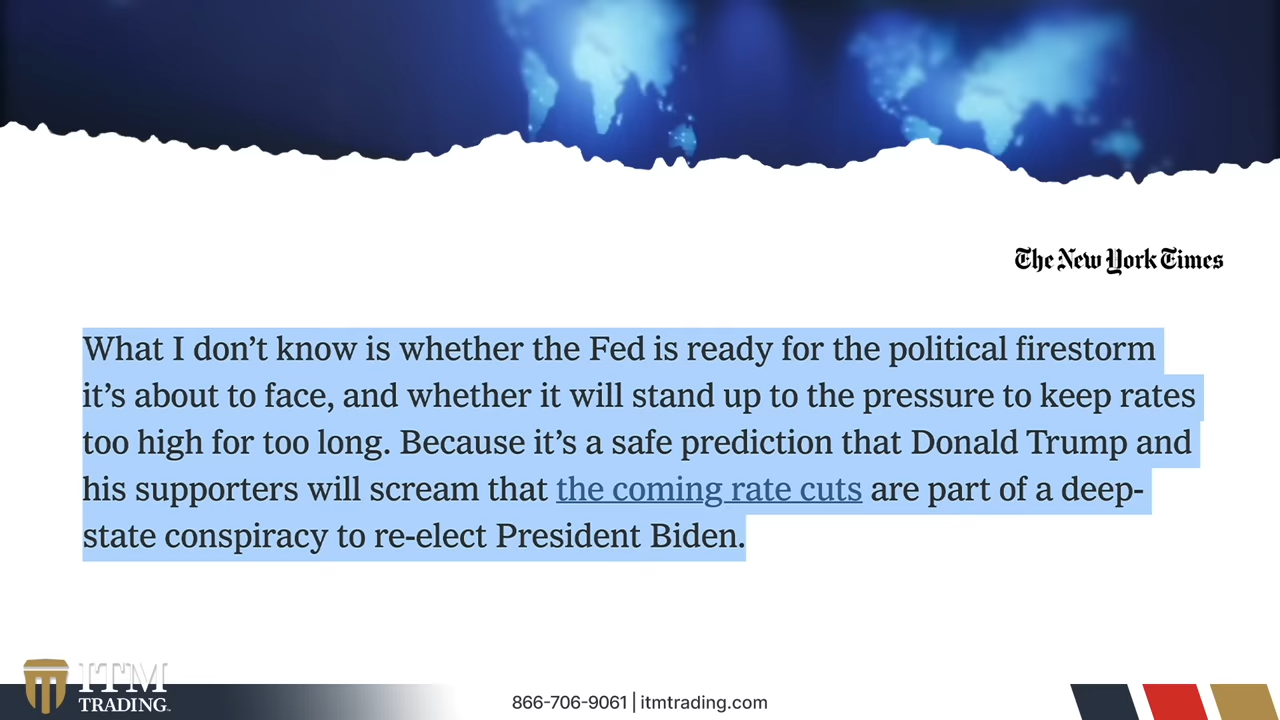 The New York Times
What I don’t know is whether the Fed is ready for the political firestorm
it’s about to face, and whether it will stand up to the pressure to keep rates
too high for too long. Because it’s a safe prediction that Donald Trump and
his supporters will scream that the coming rate cuts are part of a deep-
state conspiracy to re-elect President Biden.
ITM
TRADING™
866-706-9061 | itmtrading.com